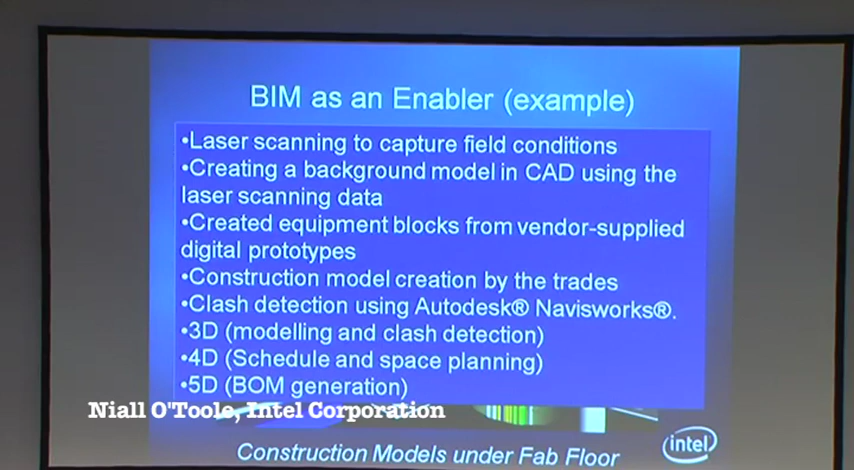 BIM as an Enabler (example)
•Laser scanning to capture field conditions
•Creating a background model in CAD using the
laser scanning data
•Created equipment blocks from vendor-supplied
digital prototypes
•Construction model creation by the trades
•Clash detection using Autodesk® Navisworks®.
•3D (modelling and clash detection)
•4D (Schedule and space planning)
•5D (BOM generation)
Niall O'Toole, Intel Corporation
Construction Models under Fab Floor
intel